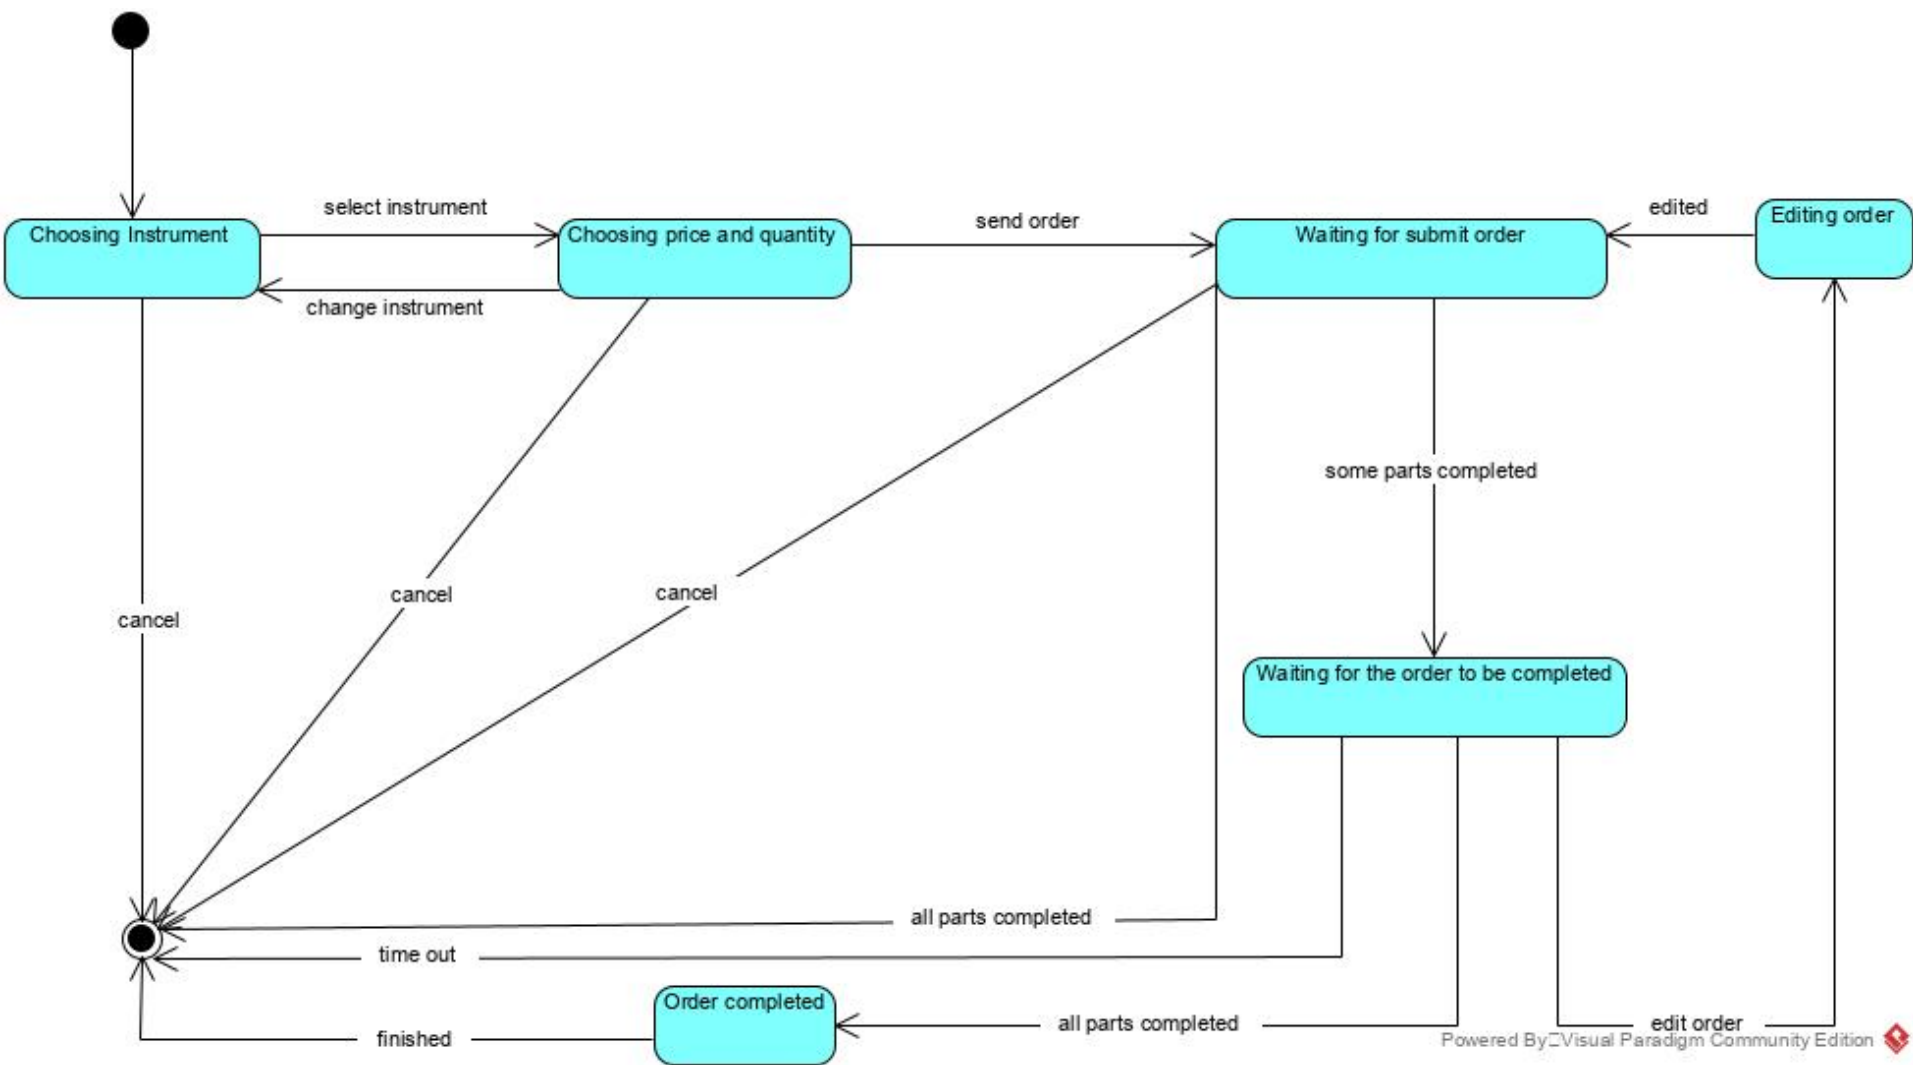 select instrument
send order
edited
Editing order
Choosing Instrument
Choosing price and quantity
Waiting for submit order
change instrument
some parts completed
cancel
cancel
cancel
Waiting for the order to be completed
all parts completed
time out
Order completed
all parts completed
edit order
finished
Powered By Visual Paradigm Community Edition